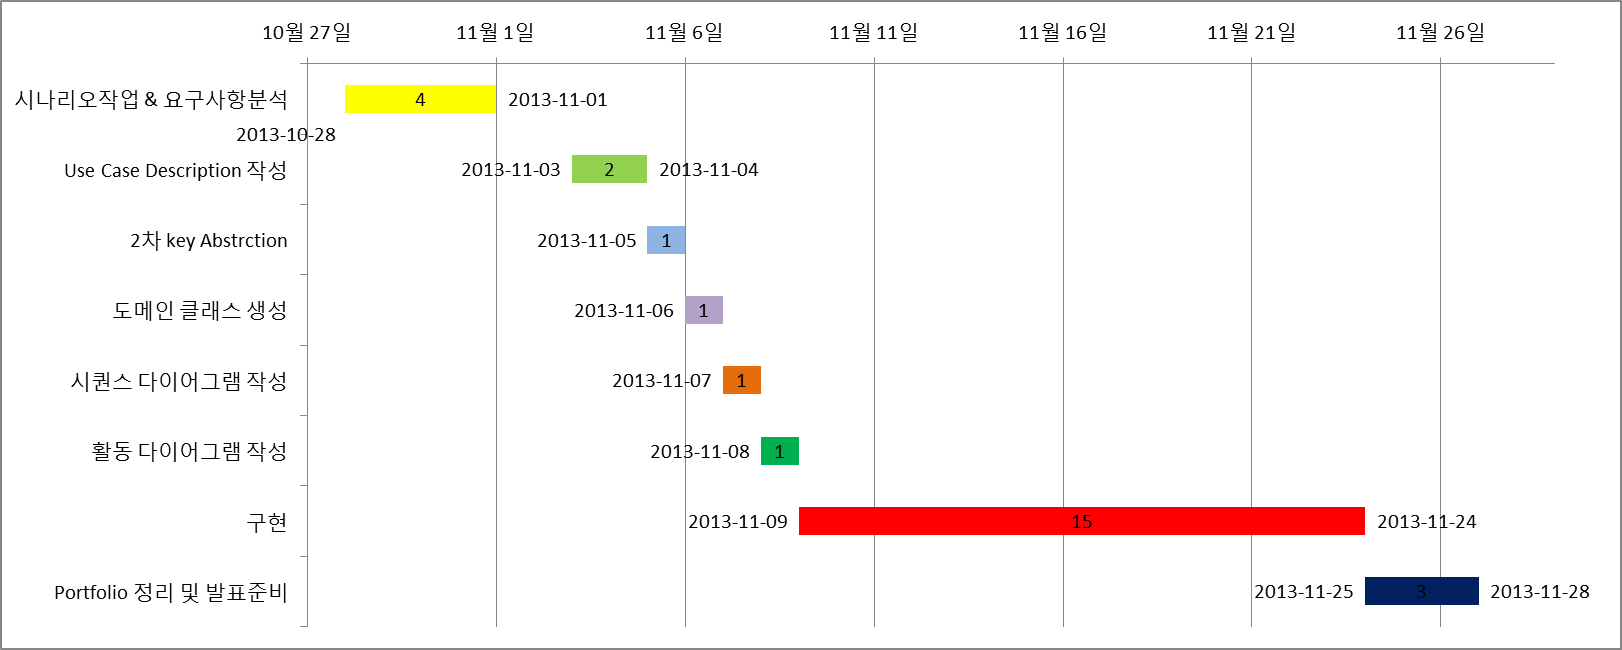 10월 27일 11월 1일 11월 6일 11월 11일 11월 16일 11월 21일 11월 26일
시나리오작업 & 요구사항분석 4 2013-11-01
2013-10-28
Use Case Description 작성 2013-11-03 2 2013-11-04
2차 key Abstrction 2013-11-05 1
도메인 클래스 생성 2013-11-06 1
시퀀스 다이어그램 작성 2013-11-07 1
활동 다이어그램 작성 2013-11-08 1
구현 2013-11-09 15 2013-11-24
Portfolio 정리 및 발표준비 2013-11-25 3 2013-11-28